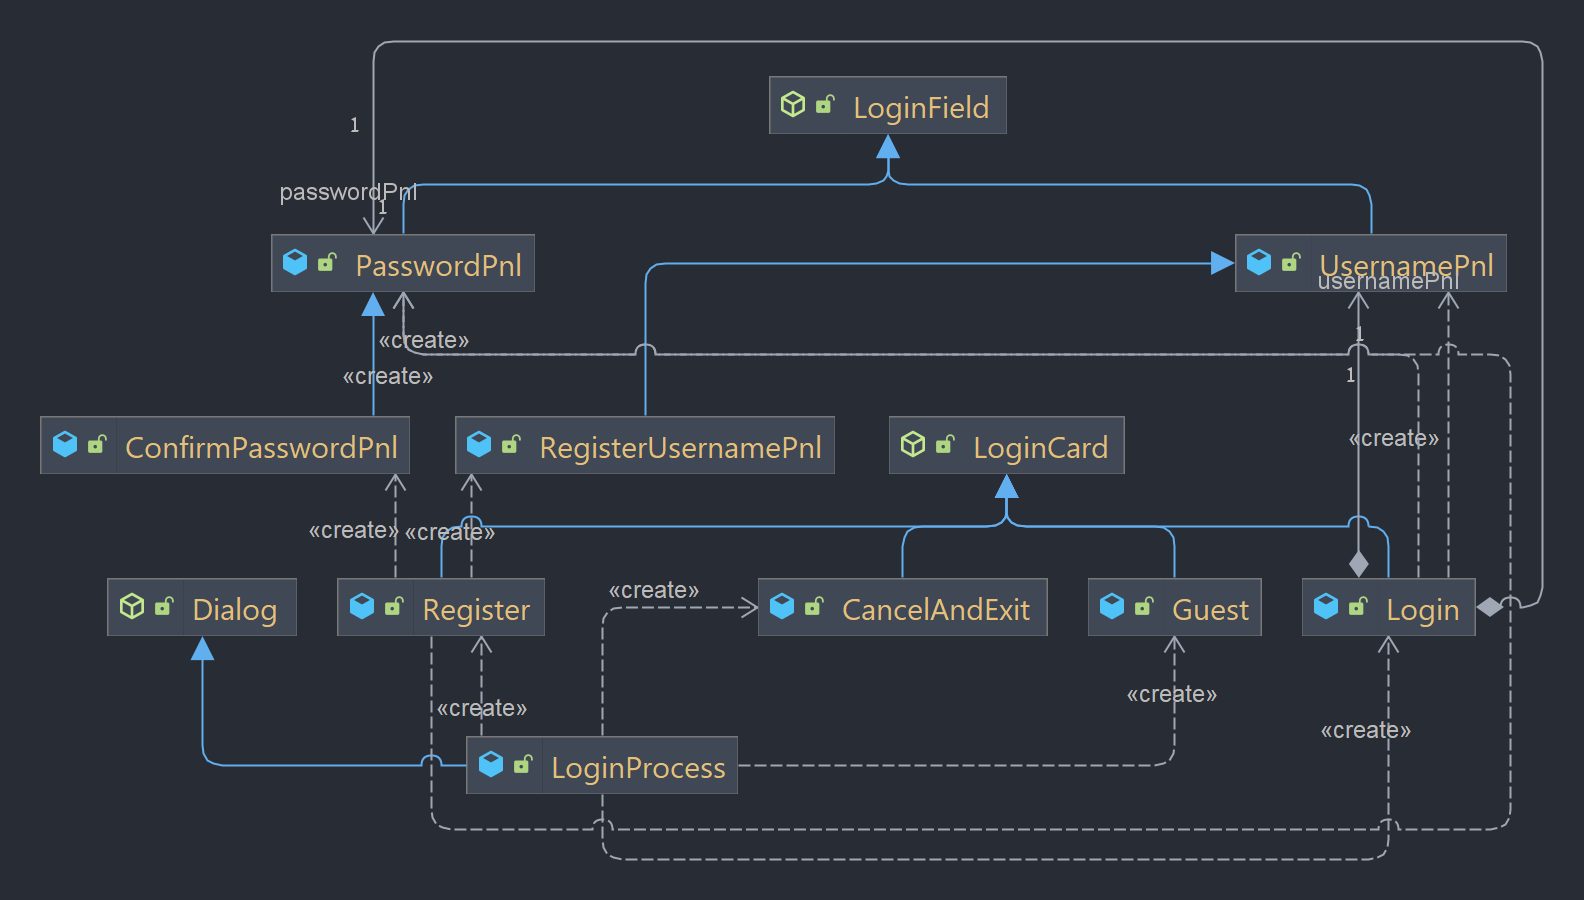 LoginField
1
passwordPnl
1
PasswordPnl
UsernamePnl
usernamePnl
«create»
1
«create»
1
«create»
ConfirmPasswordPnl
RegisterUsernamePnl
LoginCard
«create»
«create»
«create»
Dialog
Register
CancelAndExit
Guest
Login
«create»
«create»
«create»
LoginProcess